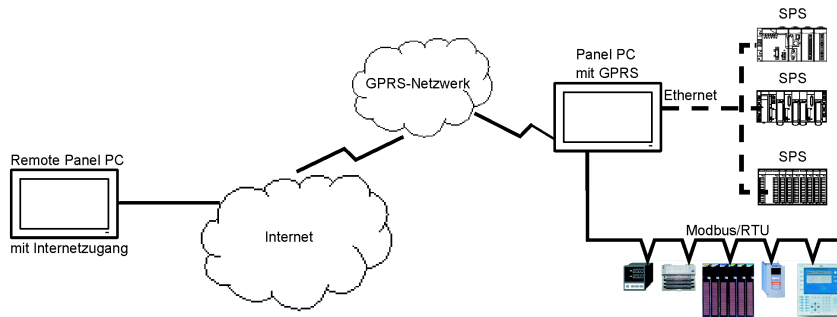 SPS
Panel PC
mit GPRS
GPRS-Netzwerk
SPS
Ethernet
SPS
Remote Panel PC
Internet
mit Internetzugang
Modbus/RTU